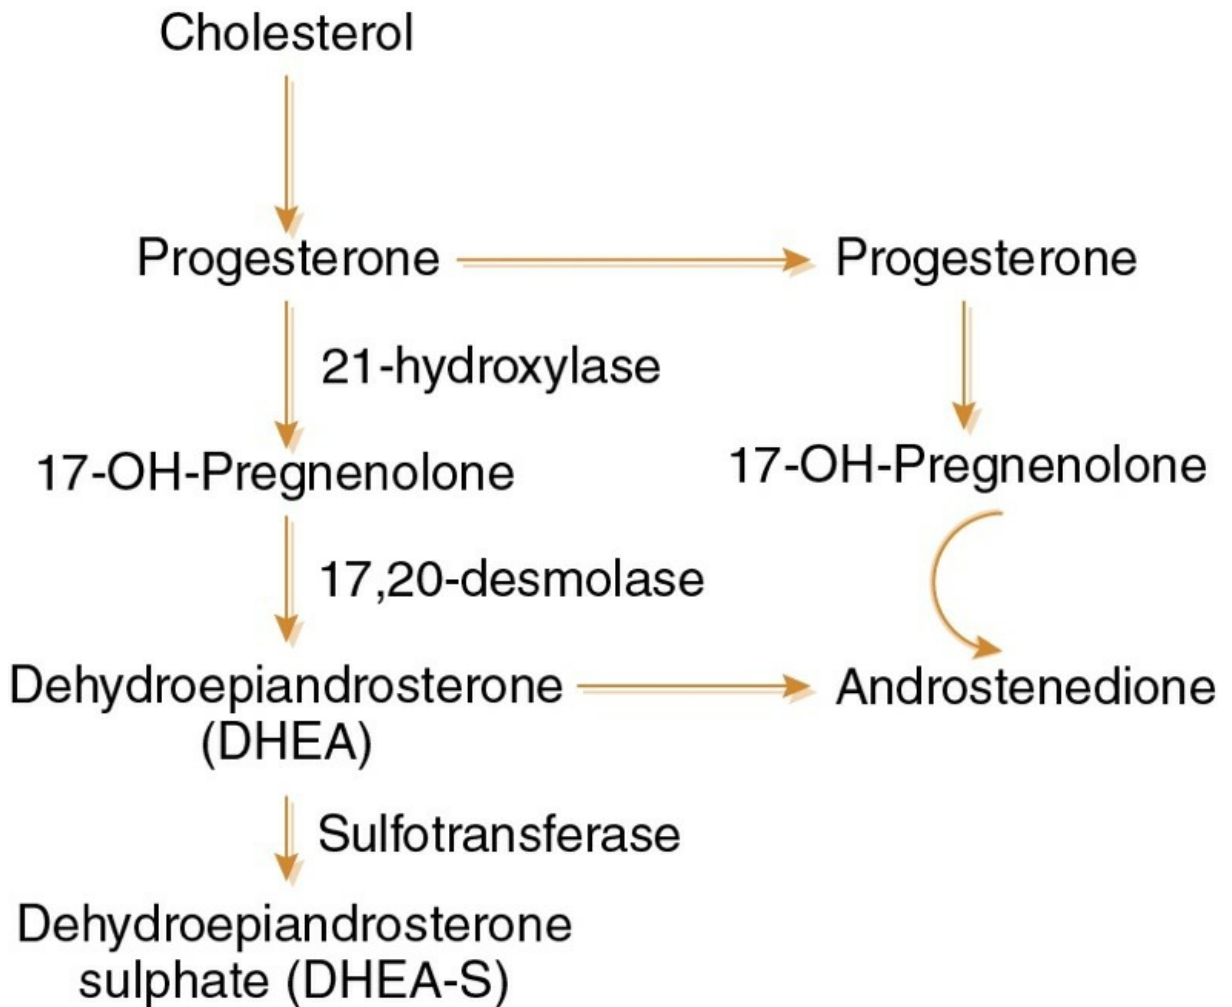 Cholesterol
Progesterone
Progesterone
21-hydroxylase
17-OH-Pregnenolone
17-OH-Pregnenolone
17,20-desmolase
Dehydroepiandrosterone
(DHEA)
Androstenedione
Sulfotransferase
Dehydroepiandrosterone
sulphate (DHEA-S)